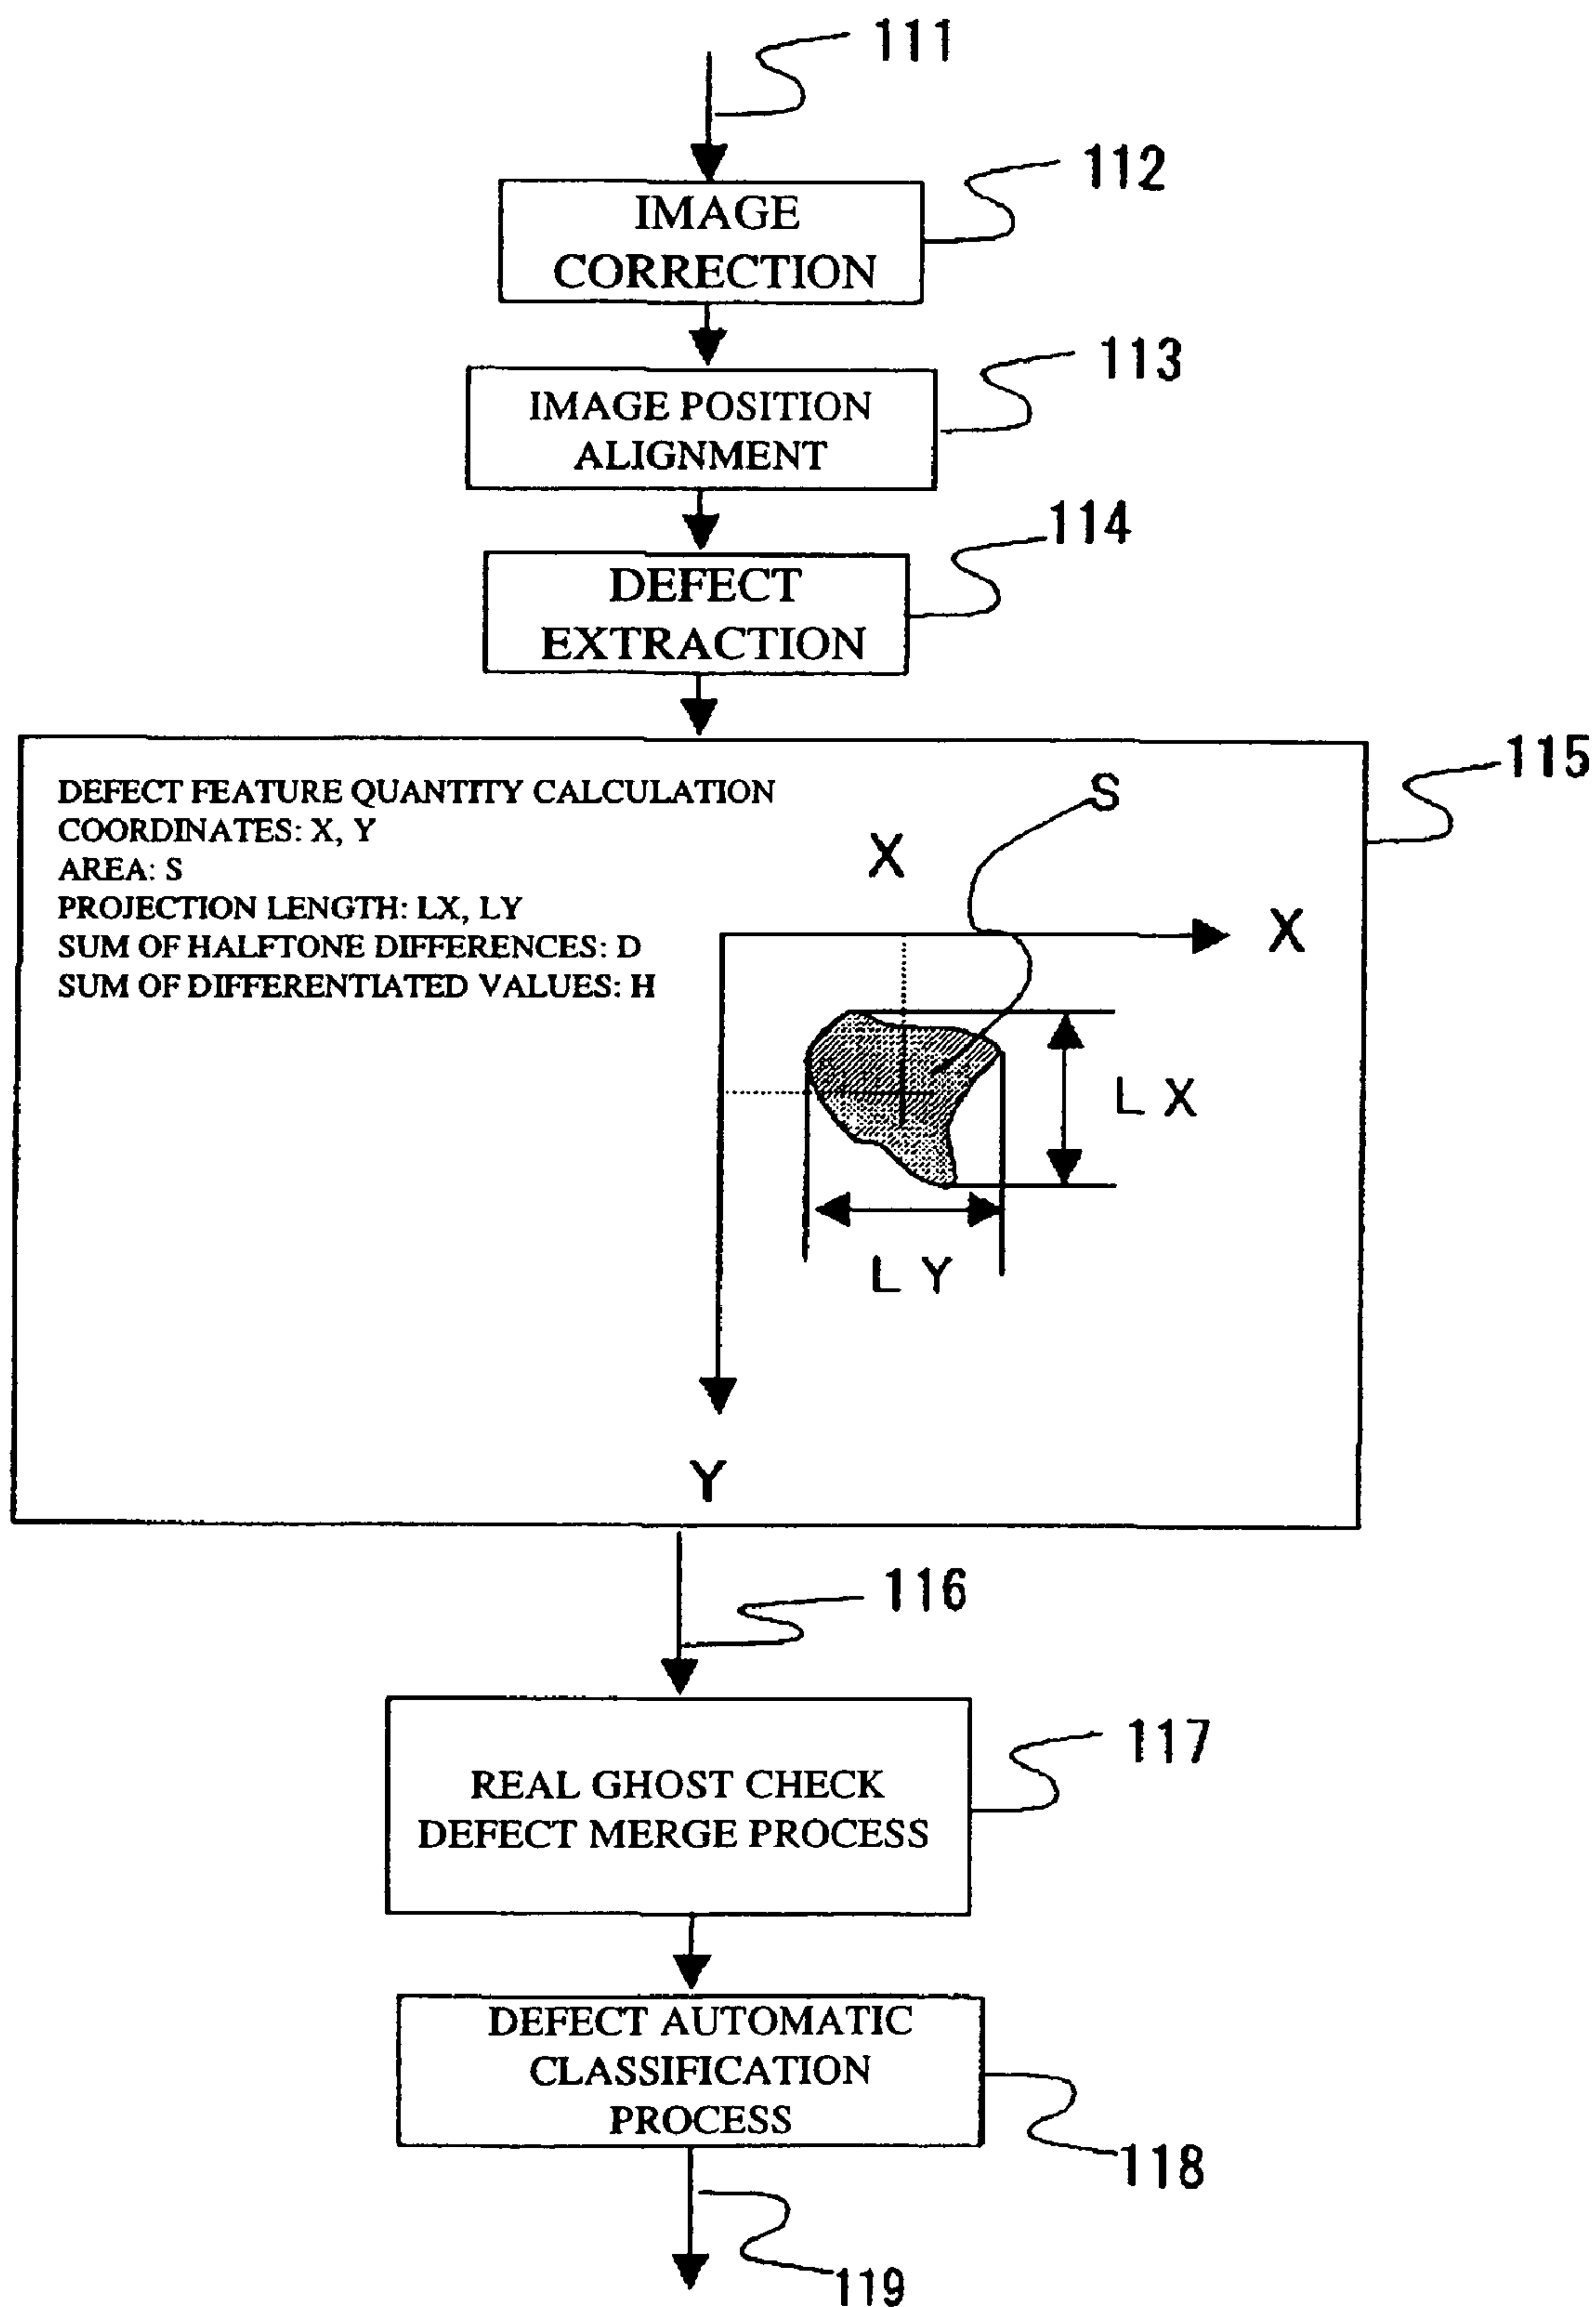 111
112
IMAGE
CORRECTION
113
IMAGE POSITION
ALIGNMENT
114
DEFECT
EXTRACTION
115
DEFECT FEATURE QUANTITY CALCULATION
COORDINATES: X, Y
AREA: S
PROJECTION LENGTH: LX, LY
SUM OF HALFTONE DIFFERENCES: D
SUM OF DIFFERENTIATED VALUES: H
S
X
X
L X
L Y
Y
116
117
REAL GHOST CHECK
DEFECT MERGE PROCESS
DEFECT AUTOMATIC
CLASSIFICATION
PROCESS
118
119